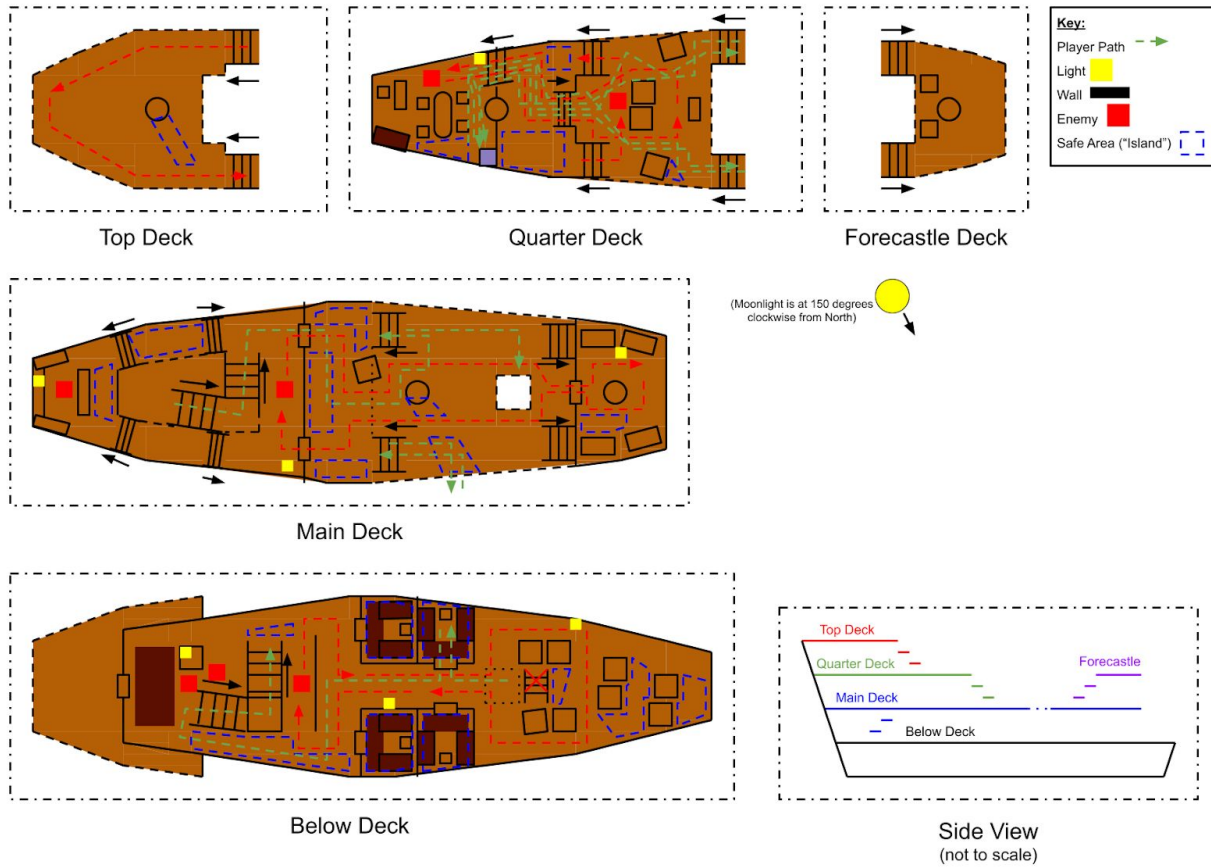 Key:
Player Path
Light
Wall
Enemy
Safe Area (“Island”)
Top Deck
Quarter Deck
Forecastle Deck
(Moonlight is at 150 degrees
clockwise from North)
Main Deck
Top Deck
Quarter Deck
Forecastle
Main Deck
Below Deck
Below Deck
Side View
(not to scale)